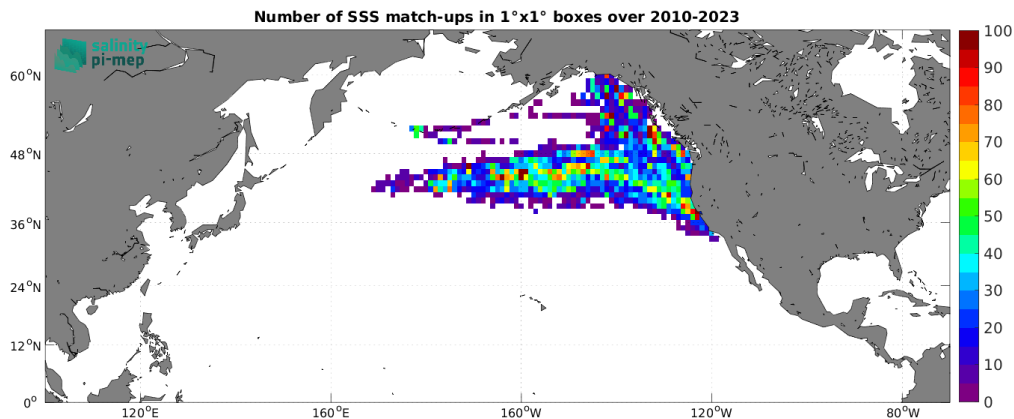 Number of SSS match-ups in 1°x1° boxes over 2010-2023
salinity
pi-mep
60°N
48°N
36°N
24°N
12°N
0°
120°E
160°E
160°W
120°W
80°W
100
90
80
70
60
50
40
30
20
10
0